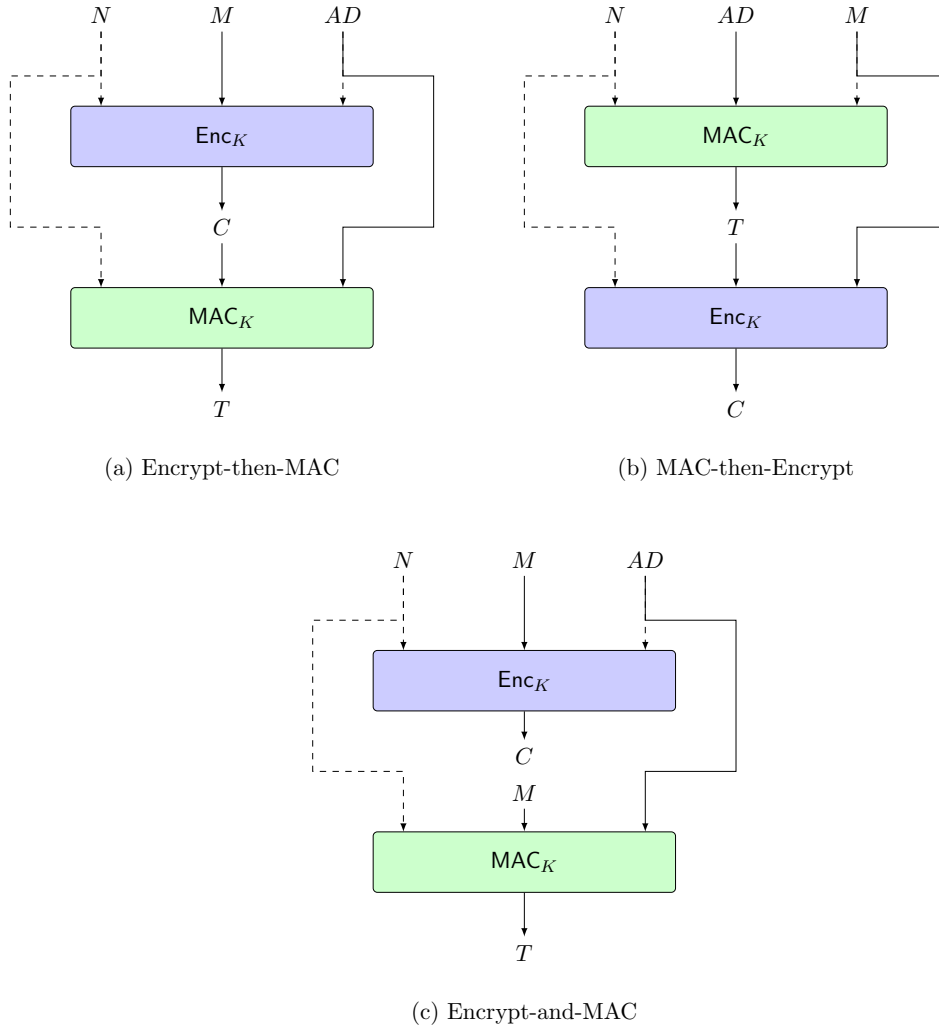 N M AD N AD M
Enc_K MAC_K
C T
MAC_K Enc_K
T C
(a) Encrypt-then-MAC (b) MAC-then-Encrypt
N M AD
Enc_K
C
M
MAC_K
T
(c) Encrypt-and-MAC